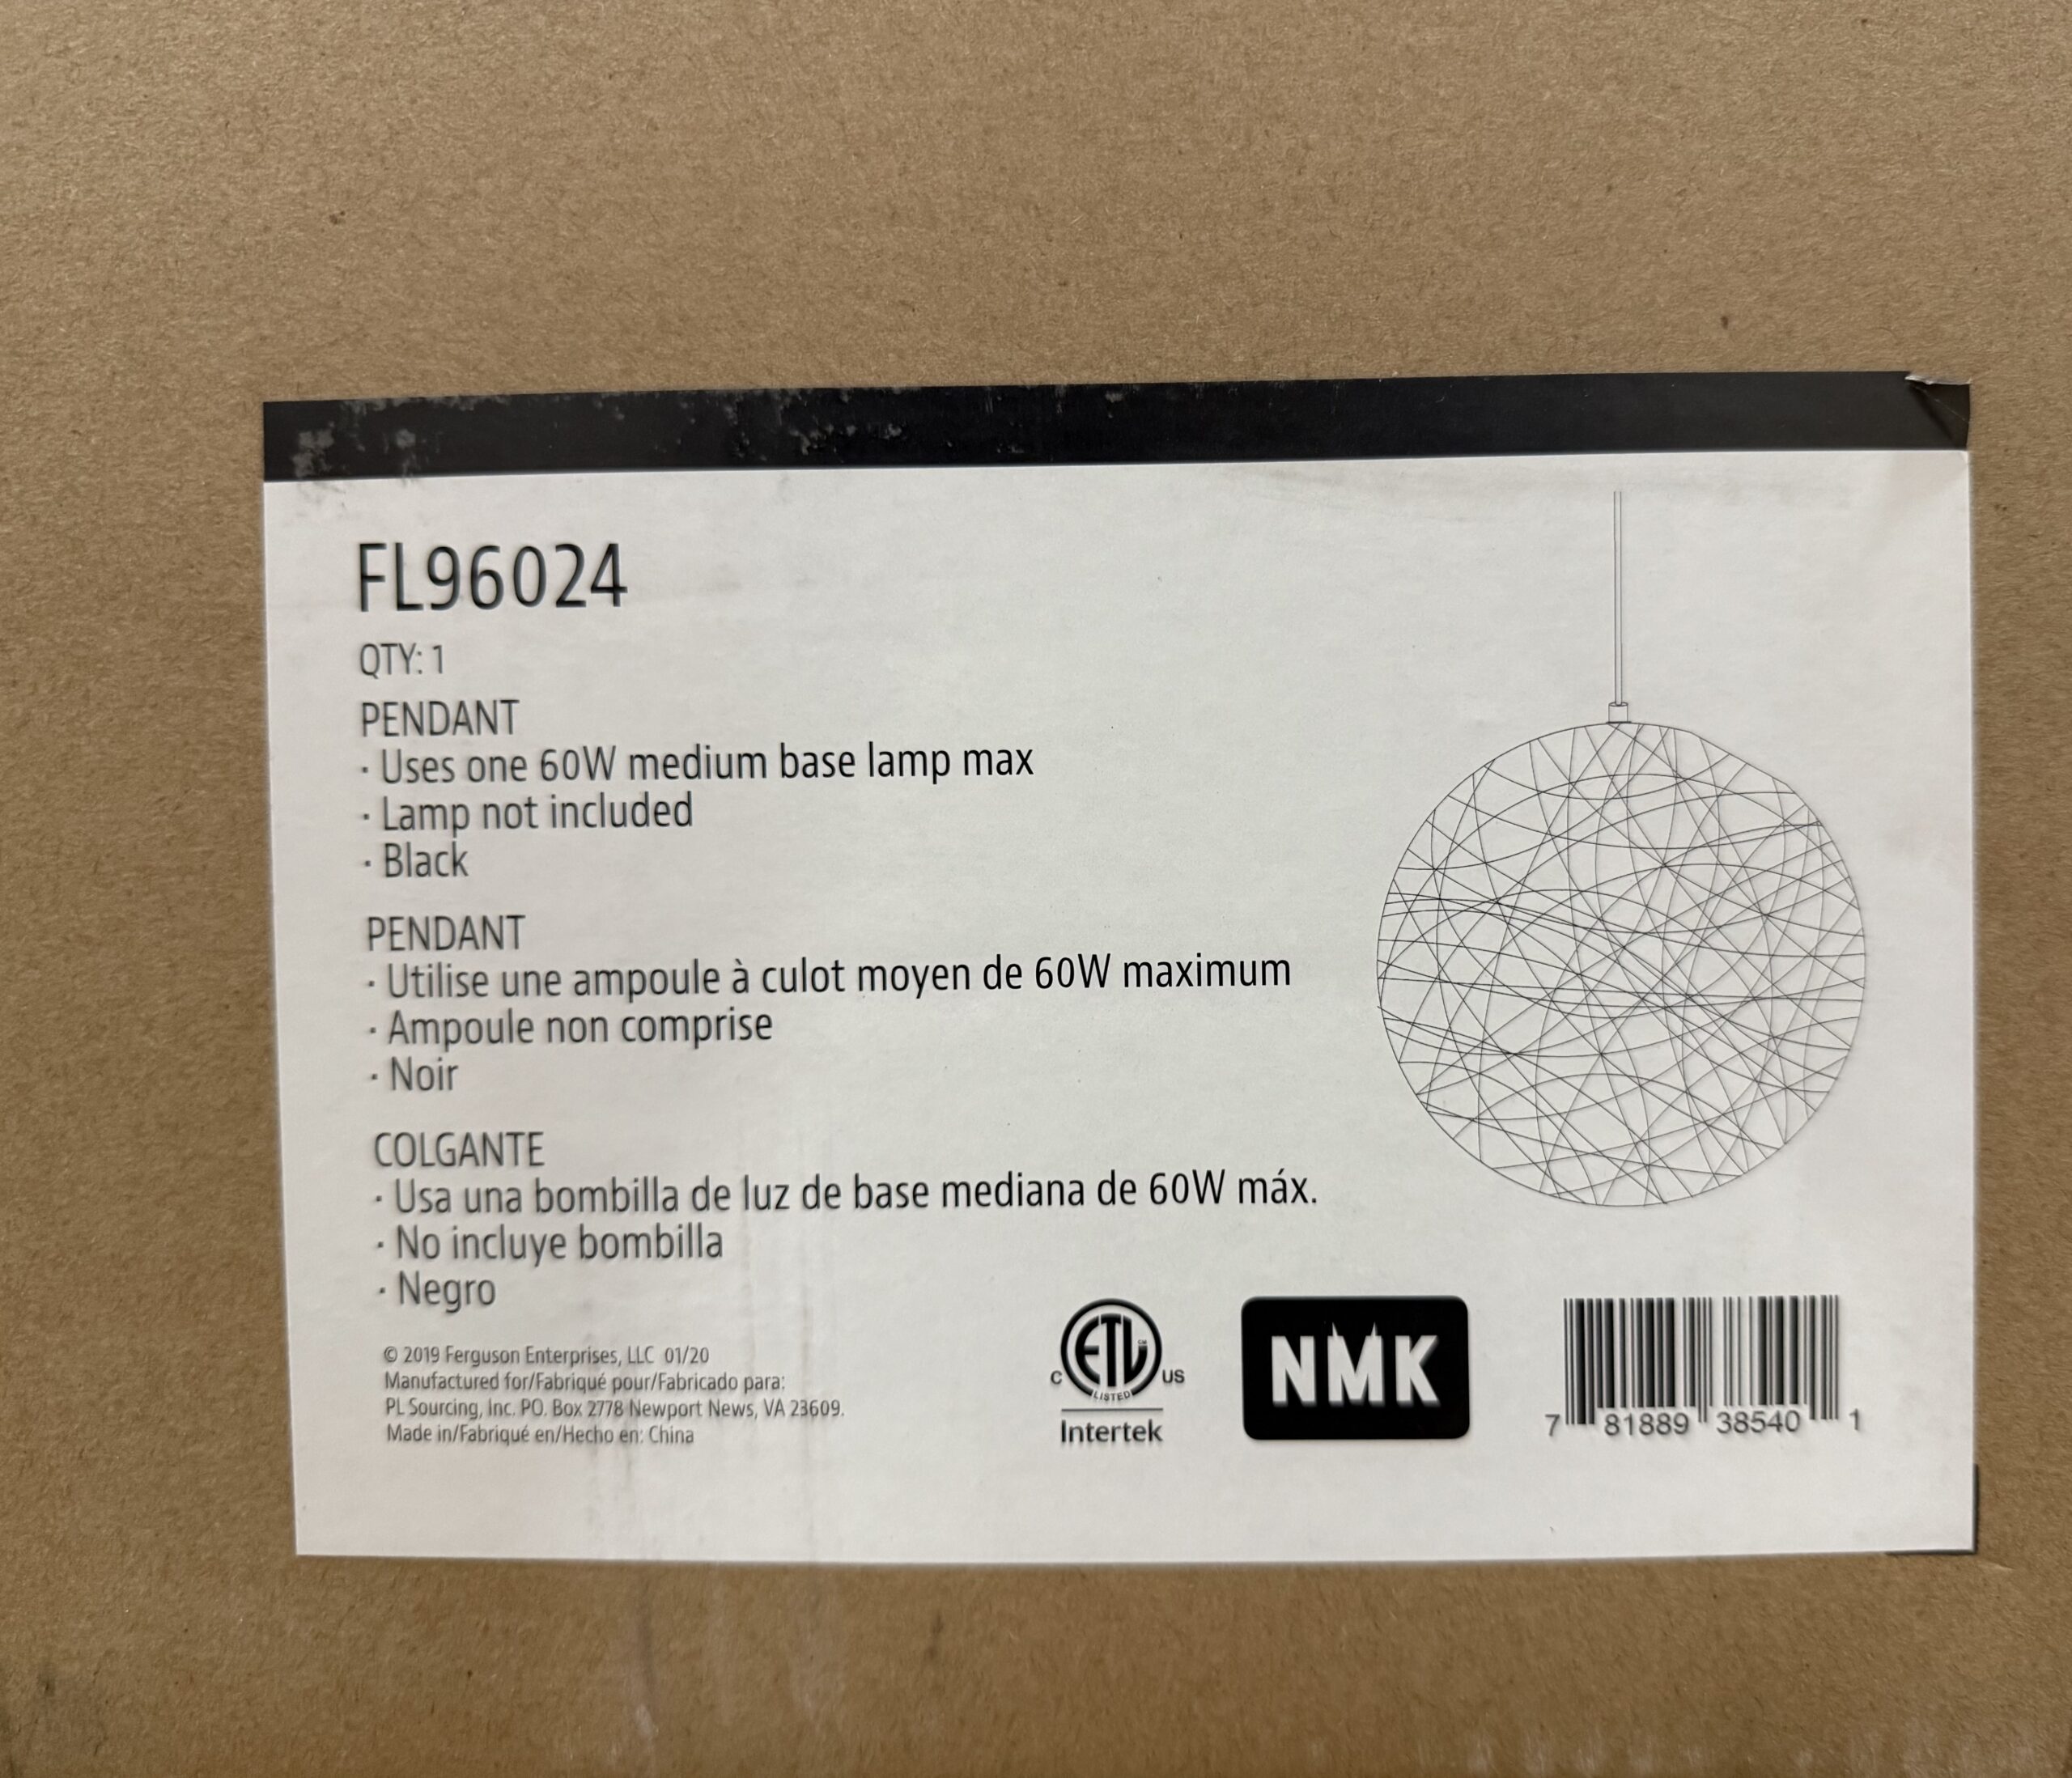 FL96024
QTY: 1
PENDANT
· Uses one 60W medium base lamp max
· Lamp not included
· Black
PENDANT
· Utilise une ampoule à culot moyen de 60W maximum
· Ampoule non comprise
· Noir
COLGANTE
· Usa una bombilla de luz de base mediana de 60W máx.
· No incluye bombilla
· Negro
© 2019 Ferguson Enterprises, LLC 01/20
Manufactured for/Fabriqué pour/Fabricado para:
PL Sourcing, Inc. PO. Box 2778 Newport News, VA 23609.
Made in/Fabriqué en/Hecho en: China
ETL CM
C LISTED US
Intertek
NMK
7 81889 38540 1